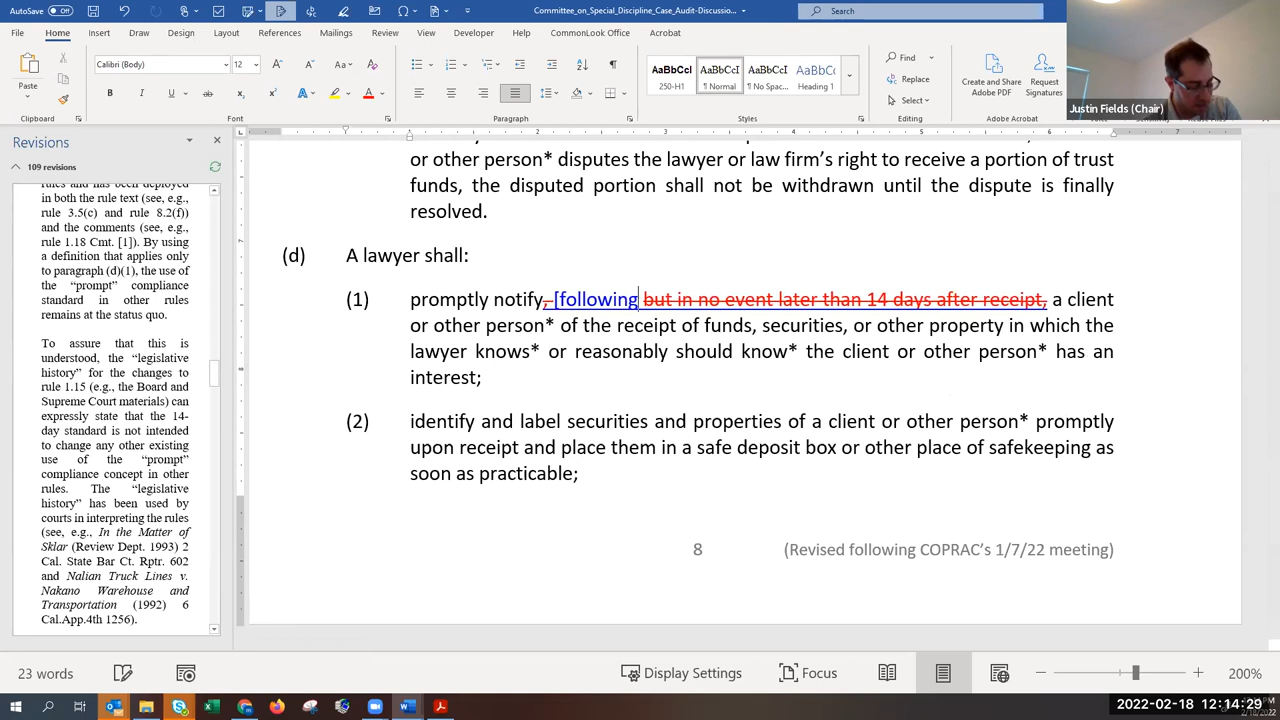 AutoSave Off
Committee_on_Special_Discipline_Case_Audit-Discussio...
Search
File Home Insert Draw Design Layout References Mailings Review View Developer Help CommonLook Office Acrobat
Paste
Calibri (Body) 12
AaBbCcI AaBbCcI AaBbCcI AaBbCcI
250-H1 ¶ Normal ¶ No Spac... Heading 1
Find
Replace
Select
Create and Share
Adobe PDF
Request
Signatures
Clipboard Font Paragraph Styles Editing Adobe Acrobat
Justin Fields (Chair)
Revisions
109 revisions
rules and has been deployed
in both the rule text (see, e.g.,
rule 3.5(c) and rule 8.2(f))
and the comments (see, e.g.,
rule 1.18 Cmt. [1]). By using
a definition that applies only
to paragraph (d)(1), the use of
the “prompt” compliance
standard in other rules
remains at the status quo.
To assure that this is
understood, the “legislative
history” for the changes to
rule 1.15 (e.g., the Board and
Supreme Court materials) can
expressly state that the 14-
day standard is not intended
to change any other existing
use of the “prompt”
compliance concept in other
rules. The “legislative
history” has been used by
courts in interpreting the rules
(see, e.g., In the Matter of
Sklar (Review Dept. 1993) 2
Cal. State Bar Ct. Rptr. 602
and Nalian Truck Lines v.
Nakano Warehouse and
Transportation (1992) 6
Cal.App.4th 1256).
or other person* disputes the lawyer or law firm’s right to receive a portion of trust
funds, the disputed portion shall not be withdrawn until the dispute is finally
resolved.
(d) A lawyer shall:
(1) promptly notify, [following but in no event later than 14 days after receipt, a client
or other person* of the receipt of funds, securities, or other property in which the
lawyer knows* or reasonably should know* the client or other person* has an
interest;
(2) identify and label securities and properties of a client or other person* promptly
upon receipt and place them in a safe deposit box or other place of safekeeping as
soon as practicable;
8 (Revised following COPRAC’s 1/7/22 meeting)
23 words
Display Settings Focus 200%
2022-02-18 12:14:29